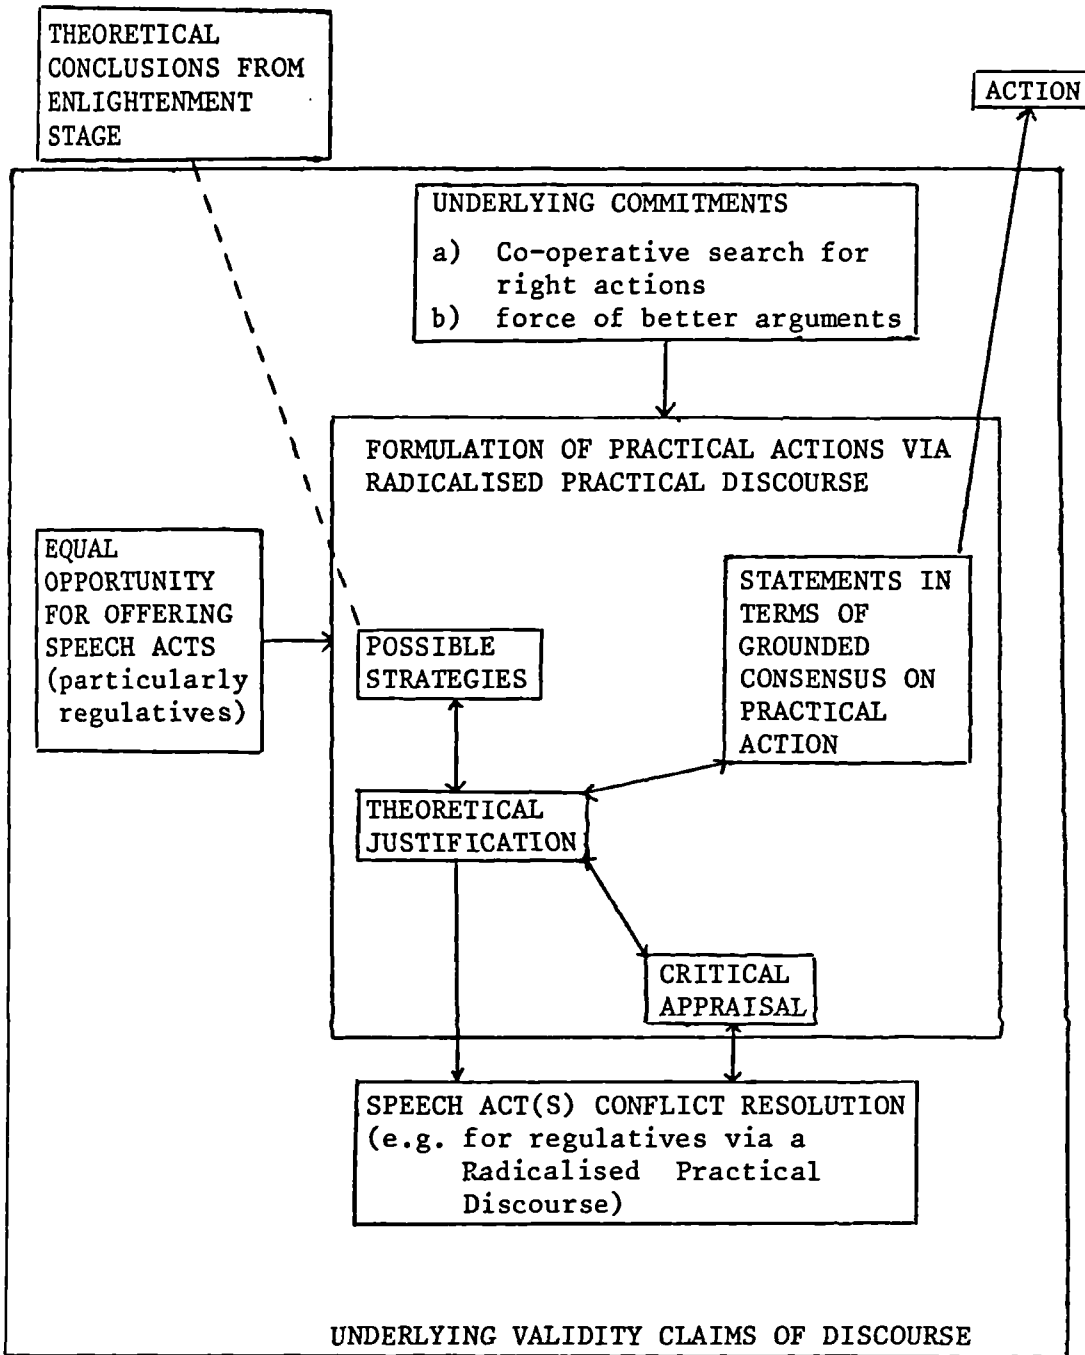 THEORETICAL
CONCLUSIONS FROM
ENLIGHTENMENT
STAGE
ACTION
UNDERLYING COMMITMENTS
a) Co-operative search for
right actions
b) force of better arguments
FORMULATION OF PRACTICAL ACTIONS VIA
RADICALISED PRACTICAL DISCOURSE
EQUAL
OPPORTUNITY
FOR OFFERING
SPEECH ACTS
(particularly
regulatives)
POSSIBLE
STRATEGIES
STATEMENTS IN
TERMS OF
GROUNDED
CONSENSUS ON
PRACTICAL
ACTION
THEORETICAL
JUSTIFICATION
CRITICAL
APPRAISAL
SPEECH ACT(S) CONFLICT RESOLUTION
(e.g. for regulatives via a
Radicalised Practical
Discourse)
UNDERLYING VALIDITY CLAIMS OF DISCOURSE